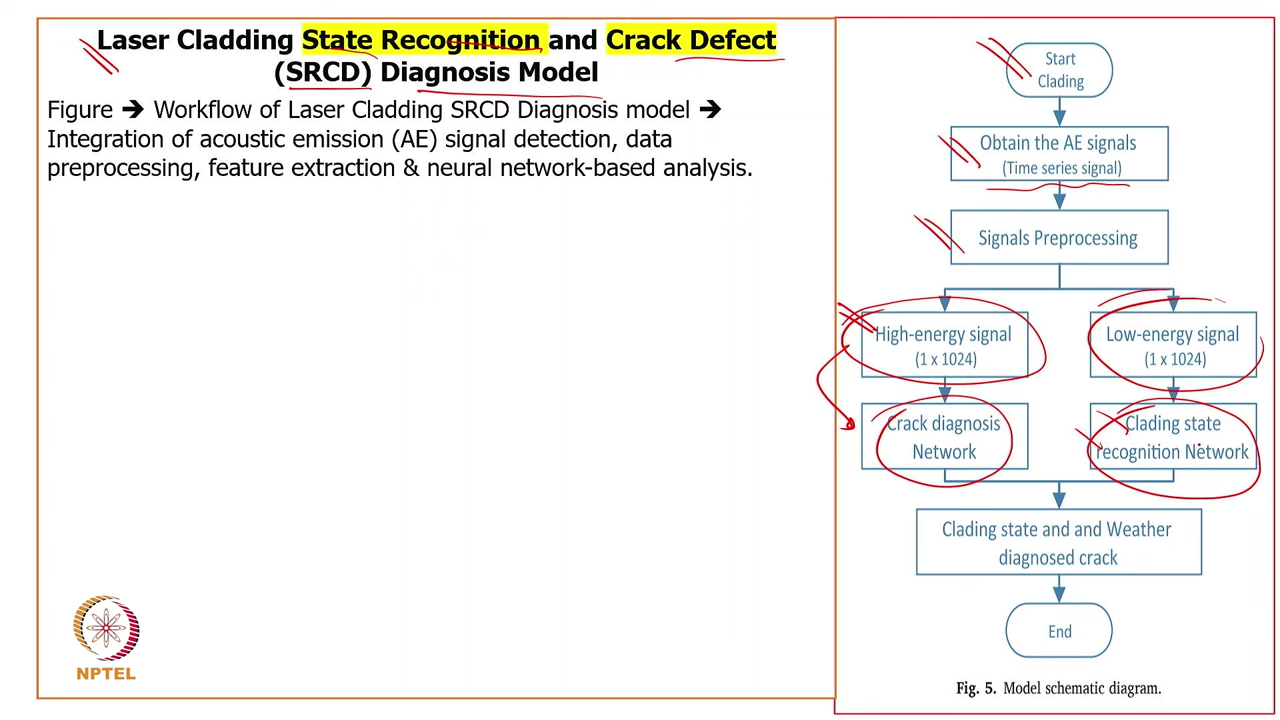 Laser Cladding State Recognition and Crack Defect
(SRCD) Diagnosis Model
Figure ➔ Workflow of Laser Cladding SRCD Diagnosis model ➔
Integration of acoustic emission (AE) signal detection, data
preprocessing, feature extraction & neural network-based analysis.
NPTEL
Start
Clading
Obtain the AE signals
(Time series signal)
Signals Preprocessing
High-energy signal
(1 x 1024)
Low-energy signal
(1 x 1024)
Crack diagnosis
Network
Clading state
recognition Network
Clading state and and Weather
diagnosed crack
End
Fig. 5. Model schematic diagram.